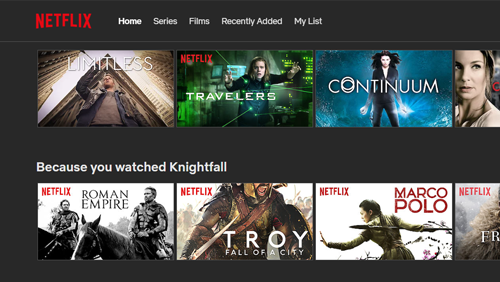 NETFLIX Home Series Films Recently Added My List
LIMITLESS
NETFLIX
TRAVELERS
CONTINUUM
Because you watched Knightfall
NETFLIX
ROMAN
EMPIRE
NETFLIX
TROY
FALL OF A CITY
NETFLIX
MARCO
POLO
NETFLIX
FR